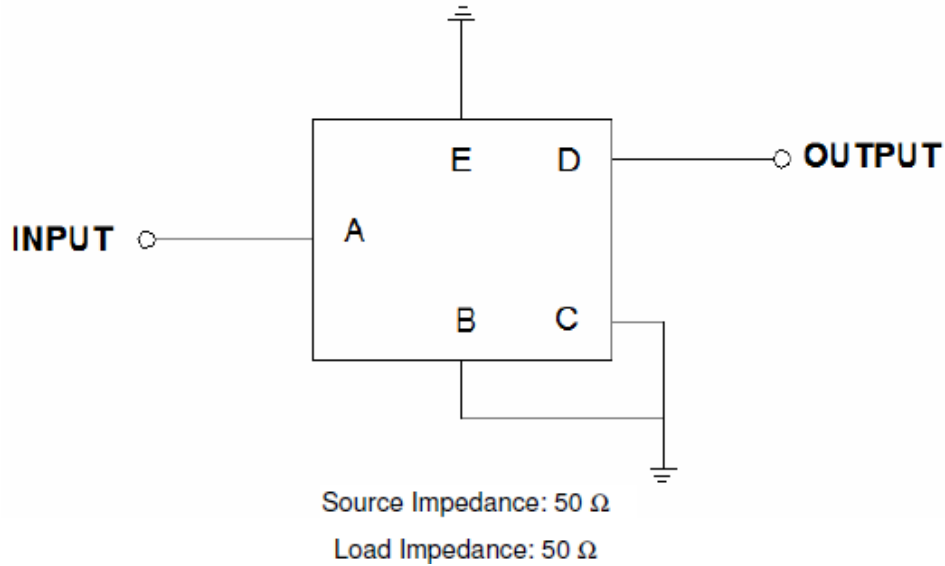 E D OUTPUT
INPUT A
B C
Source Impedance: 50 Ω
Load Impedance: 50 Ω